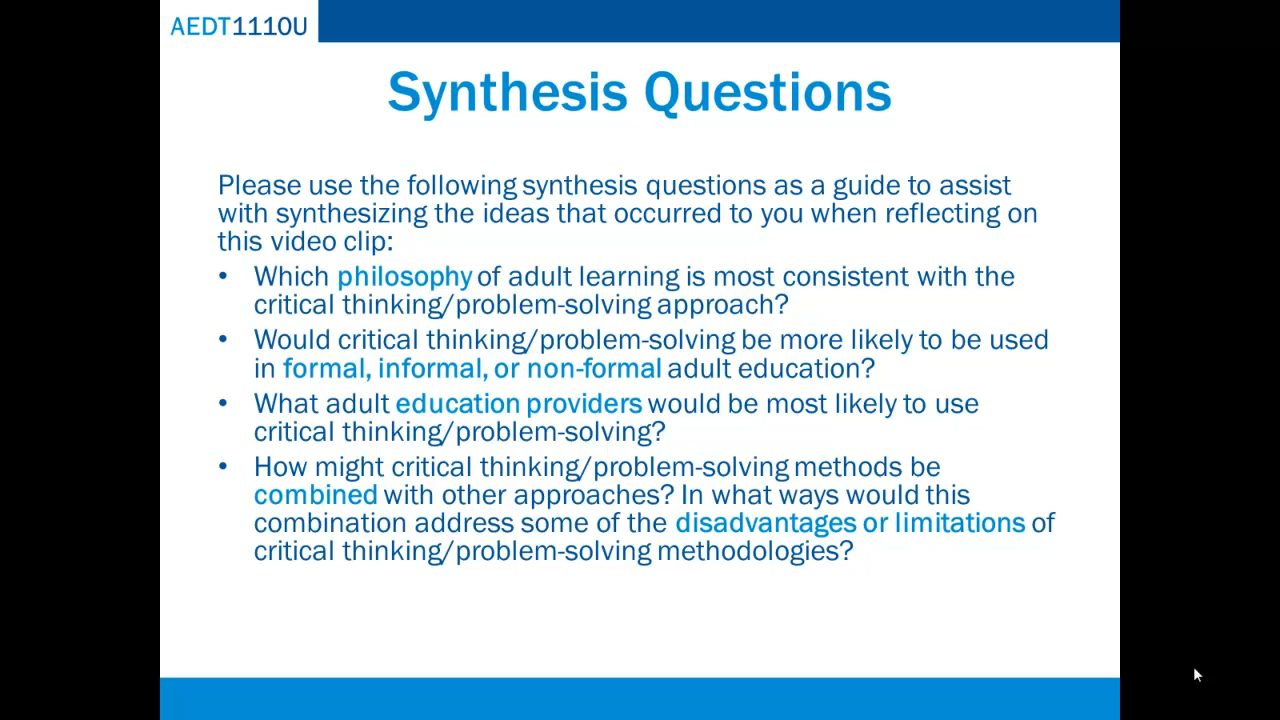 AEDT1110U
Synthesis Questions
Please use the following synthesis questions as a guide to assist
with synthesizing the ideas that occurred to you when reflecting on
this video clip:
• Which philosophy of adult learning is most consistent with the
critical thinking/problem-solving approach?
• Would critical thinking/problem-solving be more likely to be used
in formal, informal, or non-formal adult education?
• What adult education providers would be most likely to use
critical thinking/problem-solving?
• How might critical thinking/problem-solving methods be
combined with other approaches? In what ways would this
combination address some of the disadvantages or limitations of
critical thinking/problem-solving methodologies?